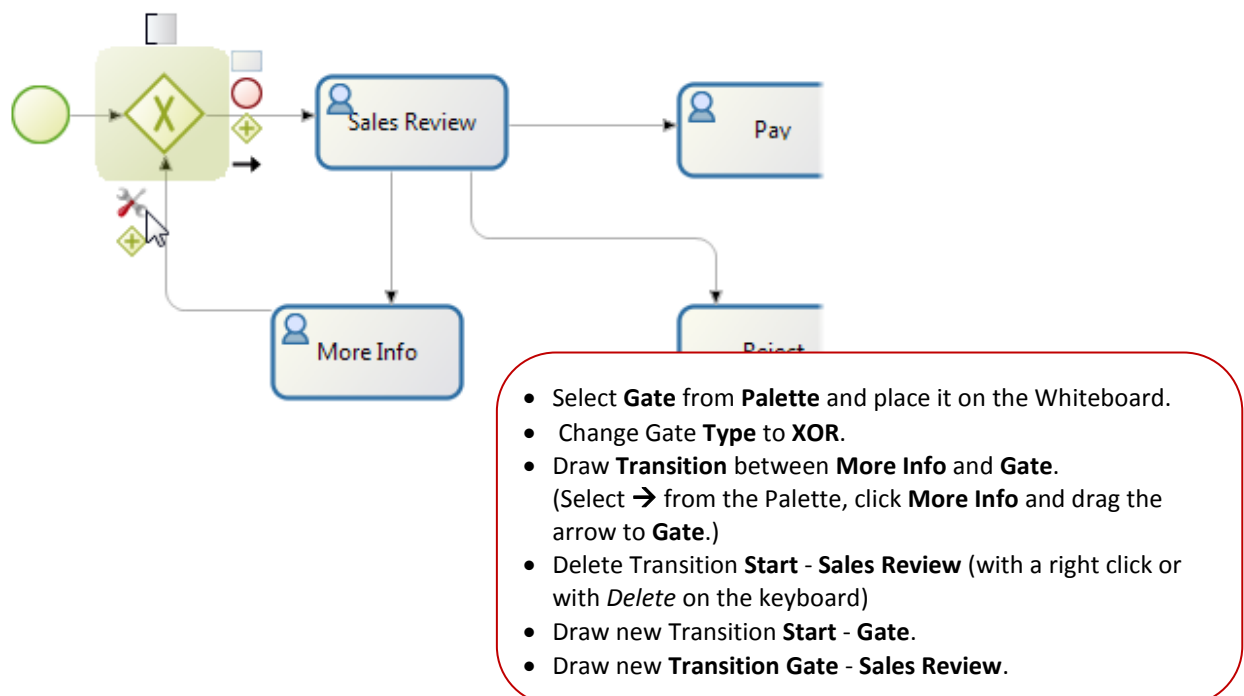 Sales Review
Pay
More Info
Reject
• Select Gate from Palette and place it on the Whiteboard.
• Change Gate Type to XOR.
• Draw Transition between More Info and Gate.
(Select → from the Palette, click More Info and drag the
arrow to Gate.)
• Delete Transition Start - Sales Review (with a right click or
with Delete on the keyboard)
• Draw new Transition Start - Gate.
• Draw new Transition Gate - Sales Review.